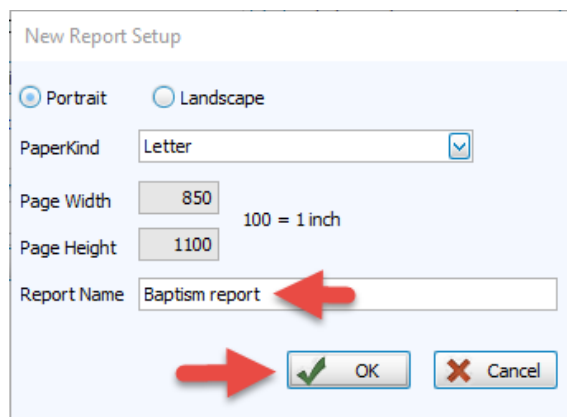 New Report Setup
Portrait Landscape
PaperKind Letter
Page Width 850
100 = 1 inch
Page Height 1100
Report Name Baptism report
OK Cancel